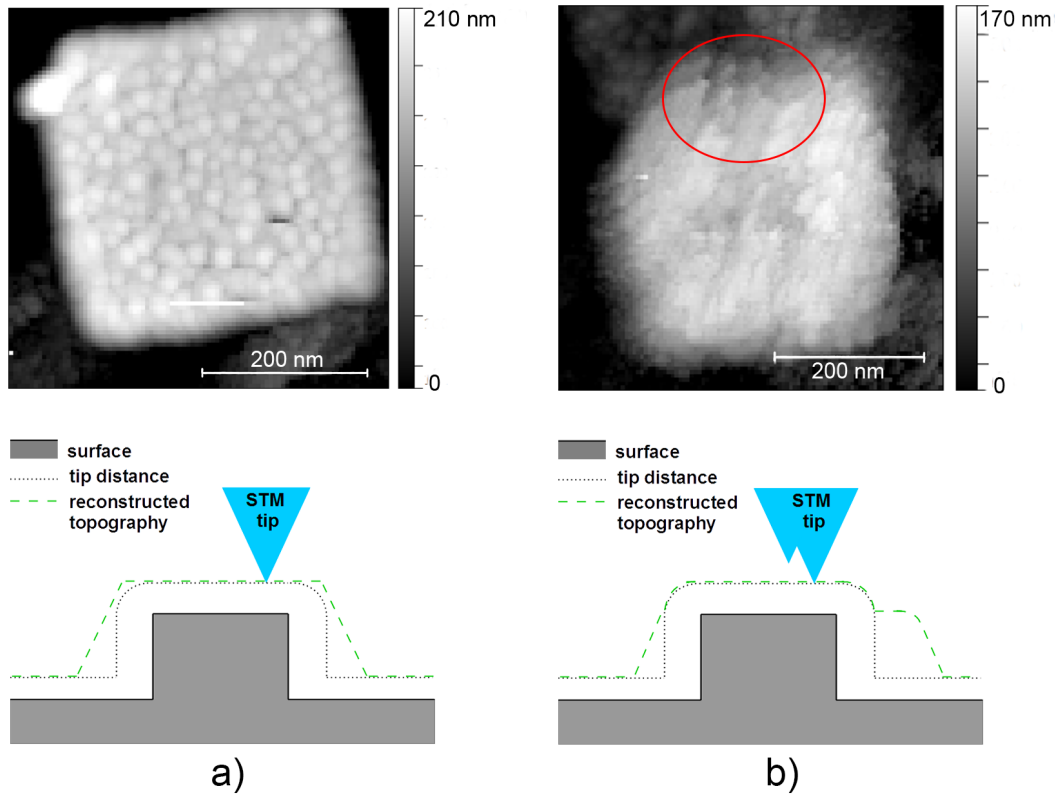 210 nm
0
200 nm
170 nm
0
200 nm
surface
tip distance
reconstructed
topography
STM
tip
surface
tip distance
reconstructed
topography
STM
tip
a)
b)